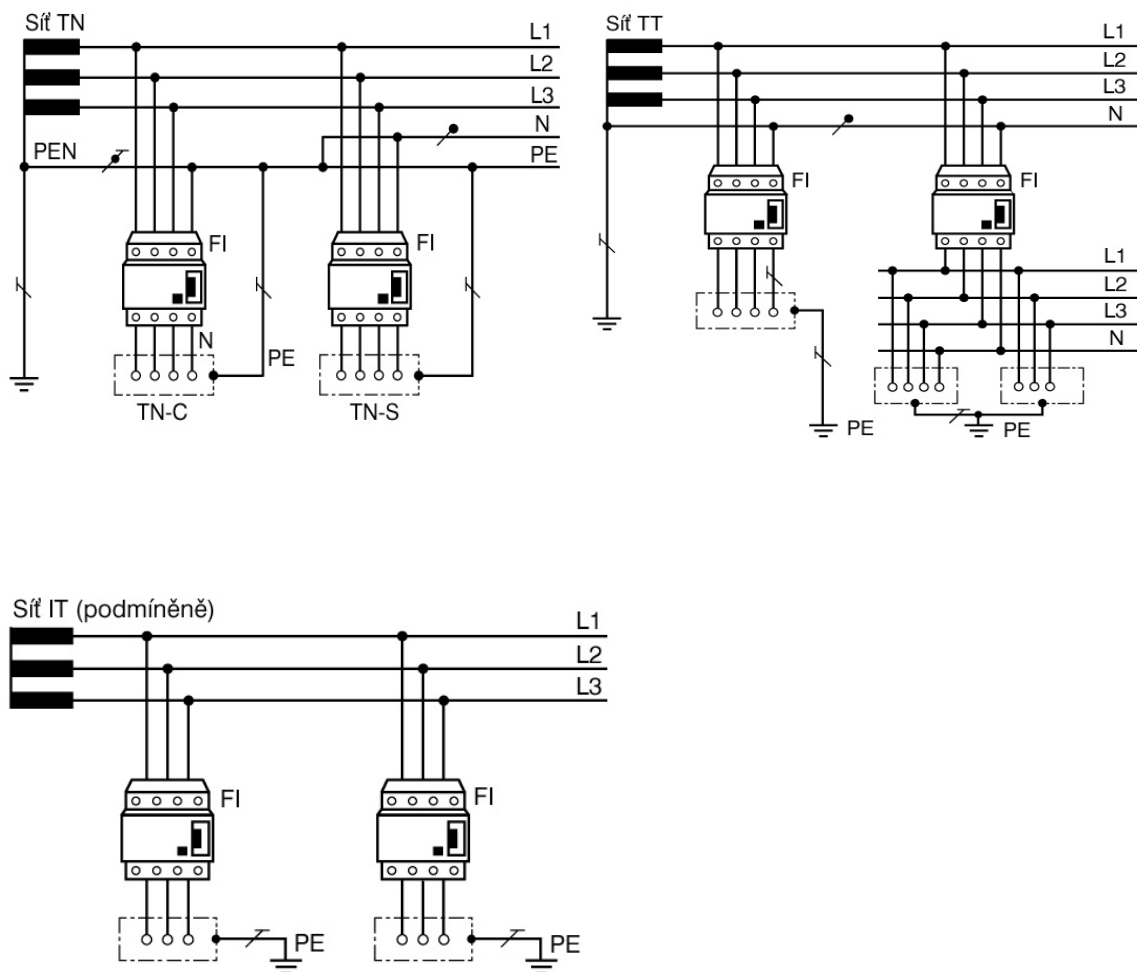 Síť TN
L1
L2
L3
N
PEN
PE
FI
FI
N
PE
TN-C
TN-S
Síť TT
L1
L2
L3
N
FI
FI
L1
L2
L3
N
PE
PE
Síť IT (podmíněně)
L1
L2
L3
FI
FI
PE
PE